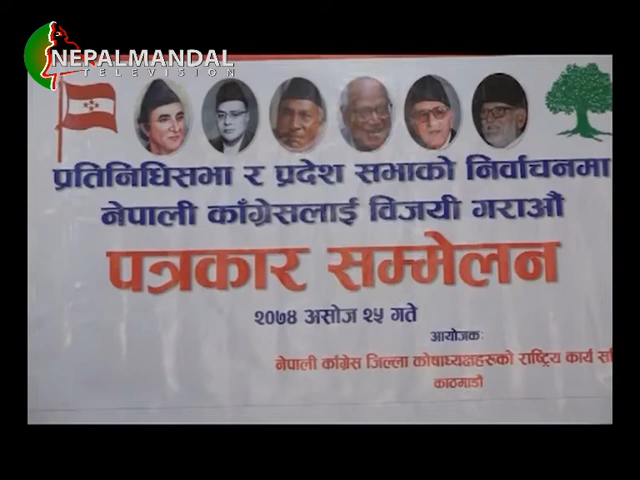 NEPALMANDAL
TELEVISION
प्रतिनिधिसभा र प्रदेश सभाको निर्वाचनमा
नेपाली काँग्रेसलाई विजयी गराऔं
पत्रकार सम्मेलन
२०७४ असोज २५ गते
आयोजक:
नेपाली काँग्रेस जिल्ला कोषाध्यक्षहरुको राष्ट्रिय कार्य
काठमाडौं